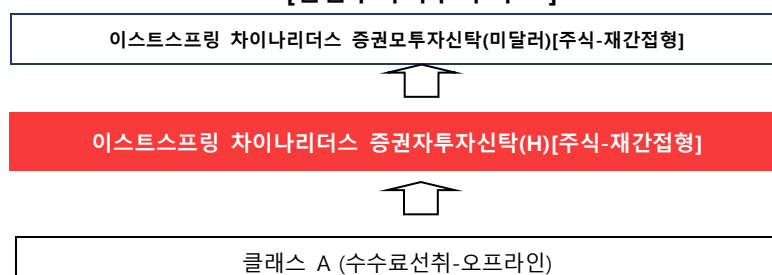 이스트스프링 차이나리더스 증권모투자신탁(미달러)[주식-재간접형]
이스트스프링 차이나리더스 증권자투자신탁(H)[주식-재간접형]
클래스 A (수수료선취-오프라인)